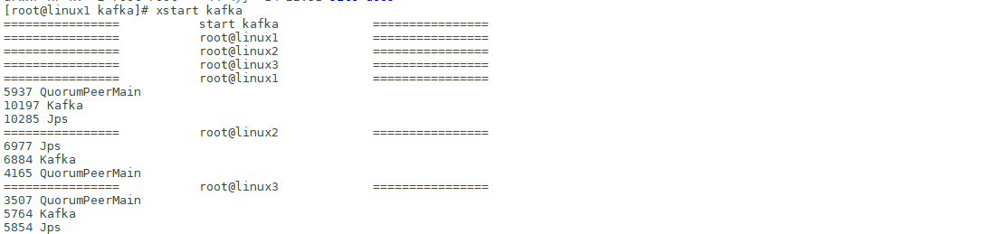 [root@linux1 kafka]# xstart kafka
================ start kafka ================
================ root@linux1 ================
================ root@linux2 ================
================ root@linux3 ================
================ root@linux1 ================
5937 QuorumPeerMain
10197 Kafka
10285 Jps
================ root@linux2 ================
6977 Jps
6884 Kafka
4165 QuorumPeerMain
================ root@linux3 ================
3507 QuorumPeerMain
5764 Kafka
5854 Jps